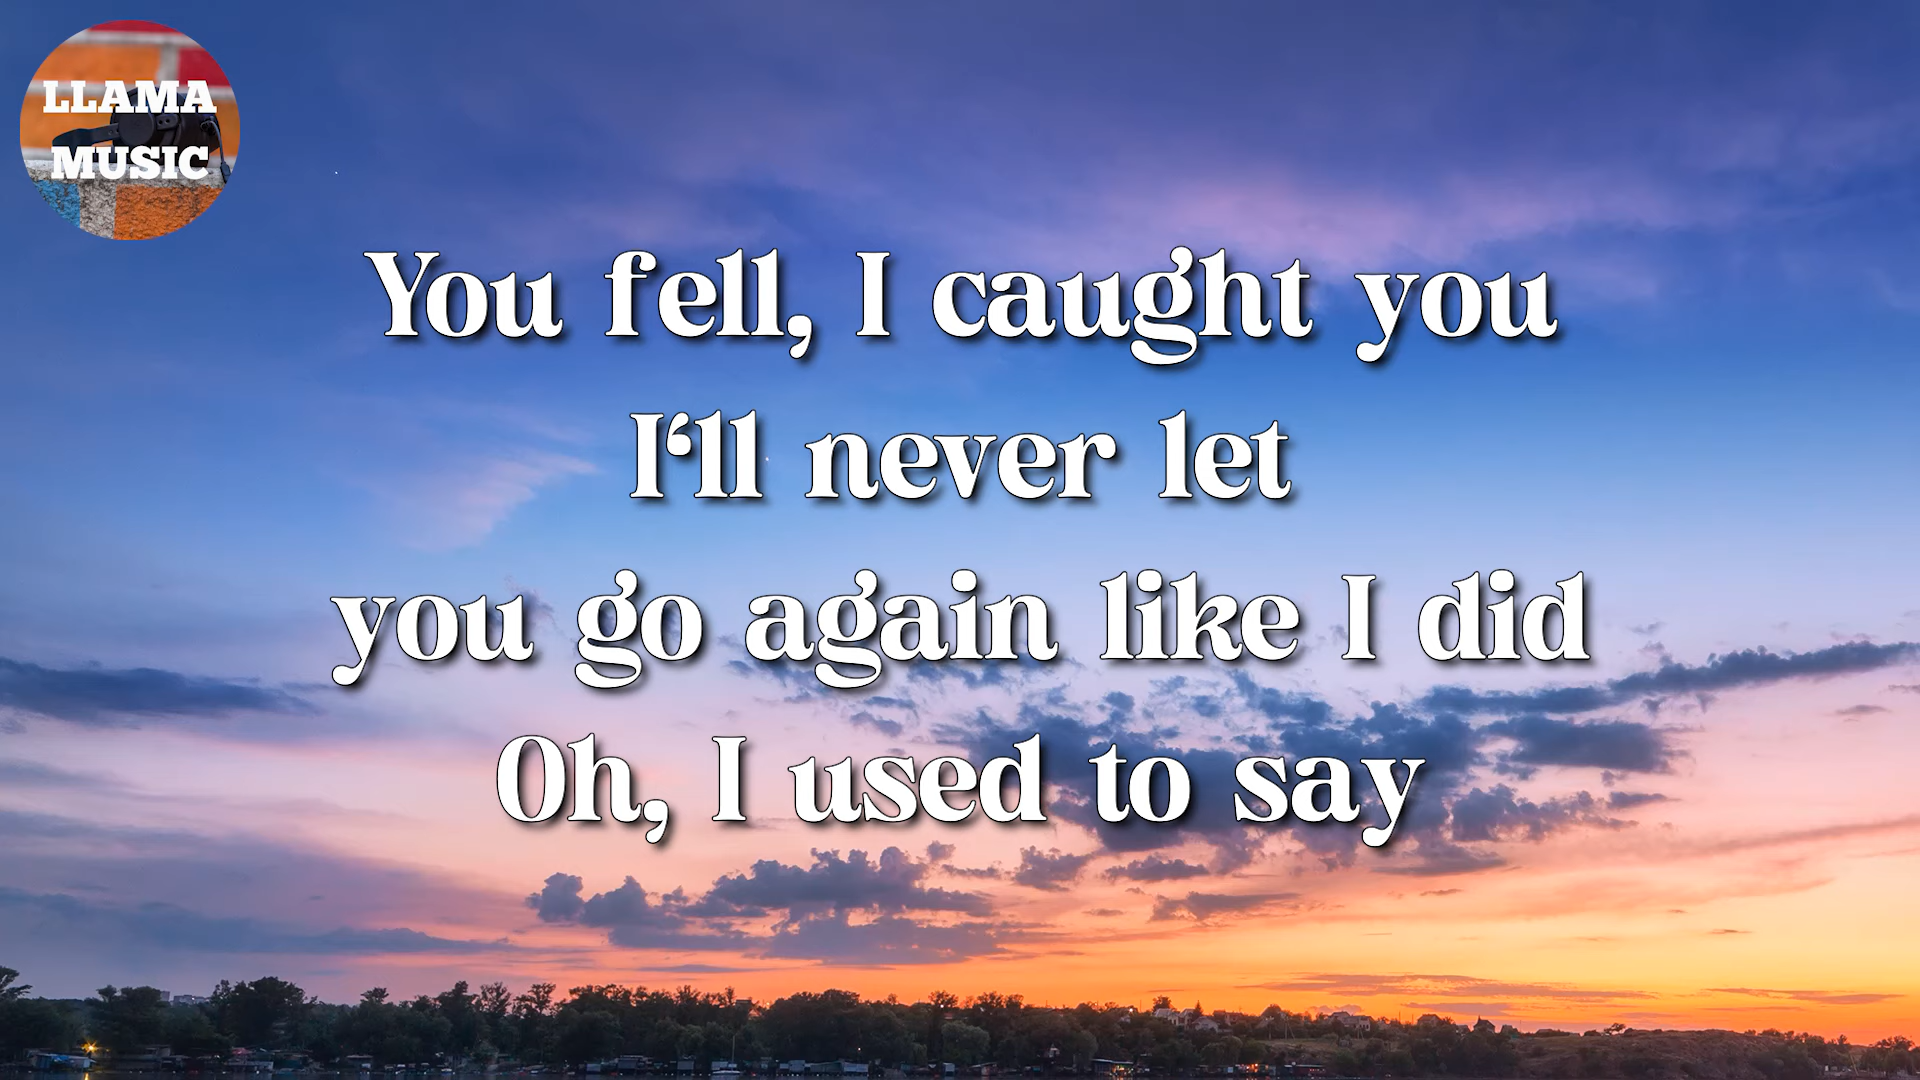 LLAMA
MUSIC
You fell, I caught you
I‘ll never let
you go again like I did
Oh, I used to say